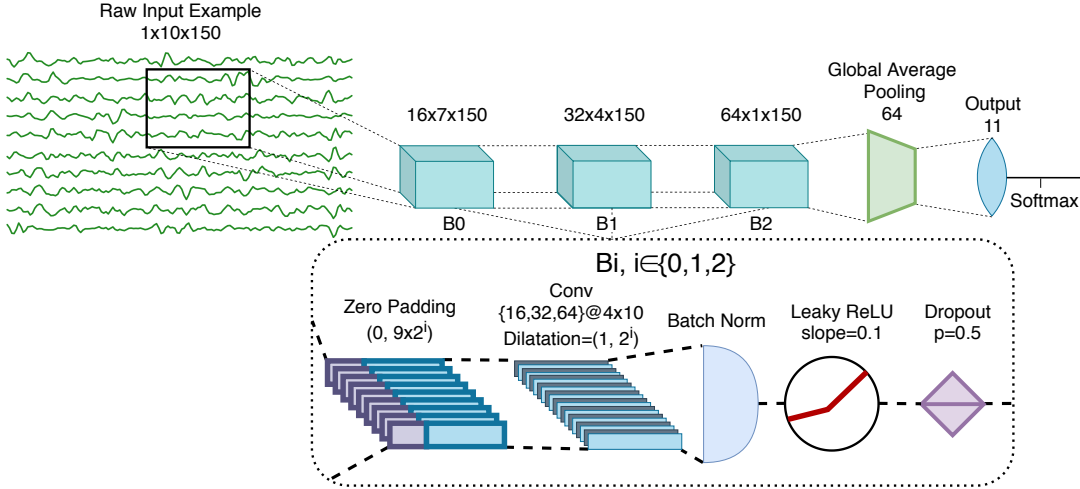 Raw Input Example
1x10x150
16x7x150
32x4x150
64x1x150
Global Average
Pooling
64
Output
11
Softmax
B0
B1
B2
Bi, i∈{0,1,2}
Zero Padding
(0, 9x2^i)
Conv
{16,32,64}@4x10
Dilatation=(1, 2^i)
Batch Norm
Leaky ReLU
slope=0.1
Dropout
p=0.5